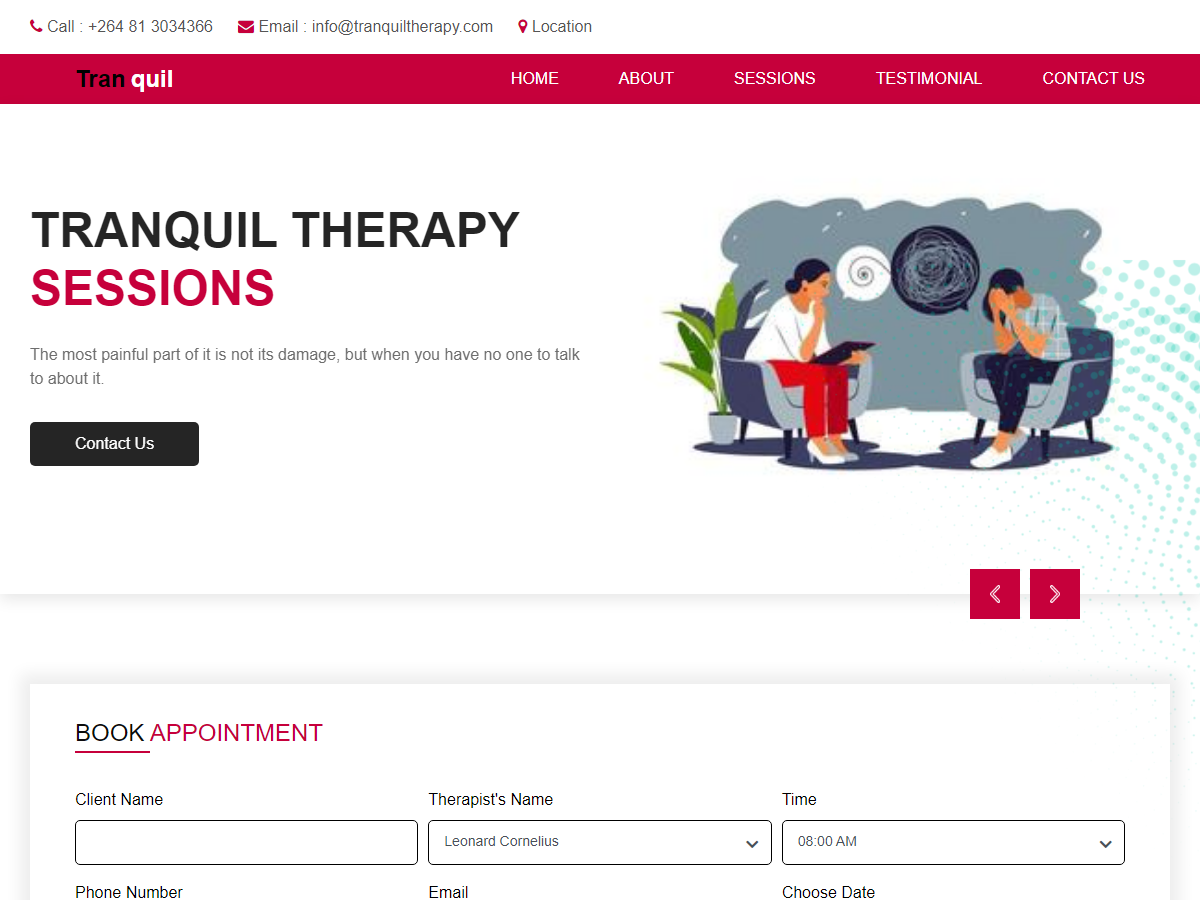 Call : +264 81 3034366 Email : info@tranquiltherapy.com Location
Tran quil HOME ABOUT SESSIONS TESTIMONIAL CONTACT US
TRANQUIL THERAPY
SESSIONS
The most painful part of it is not its damage, but when you have no one to talk
to about it.
Contact Us
BOOK APPOINTMENT
Client Name Therapist's Name Time
Leonard Cornelius 08:00 AM
Phone Number Email Choose Date